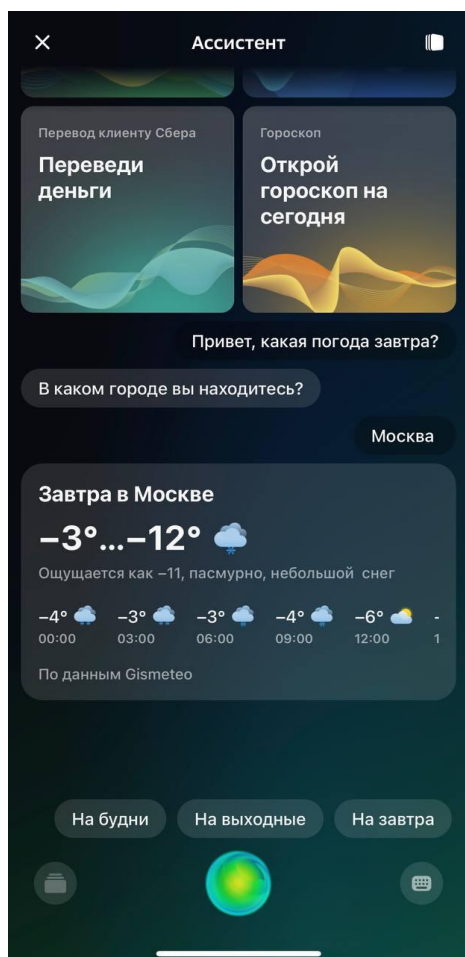 Ассистент
Перевод клиенту Сбера
Переведи
деньги
Гороскоп
Открой
гороскоп на
сегодня
Привет, какая погода завтра?
В каком городе вы находитесь?
Москва
Завтра в Москве
−3°...−12°
Ощущается как −11, пасмурно, небольшой снег
−4° −3° −3° −4° −6° -
00:00 03:00 06:00 09:00 12:00 1
По данным Gismeteo
На будни На выходные На завтра